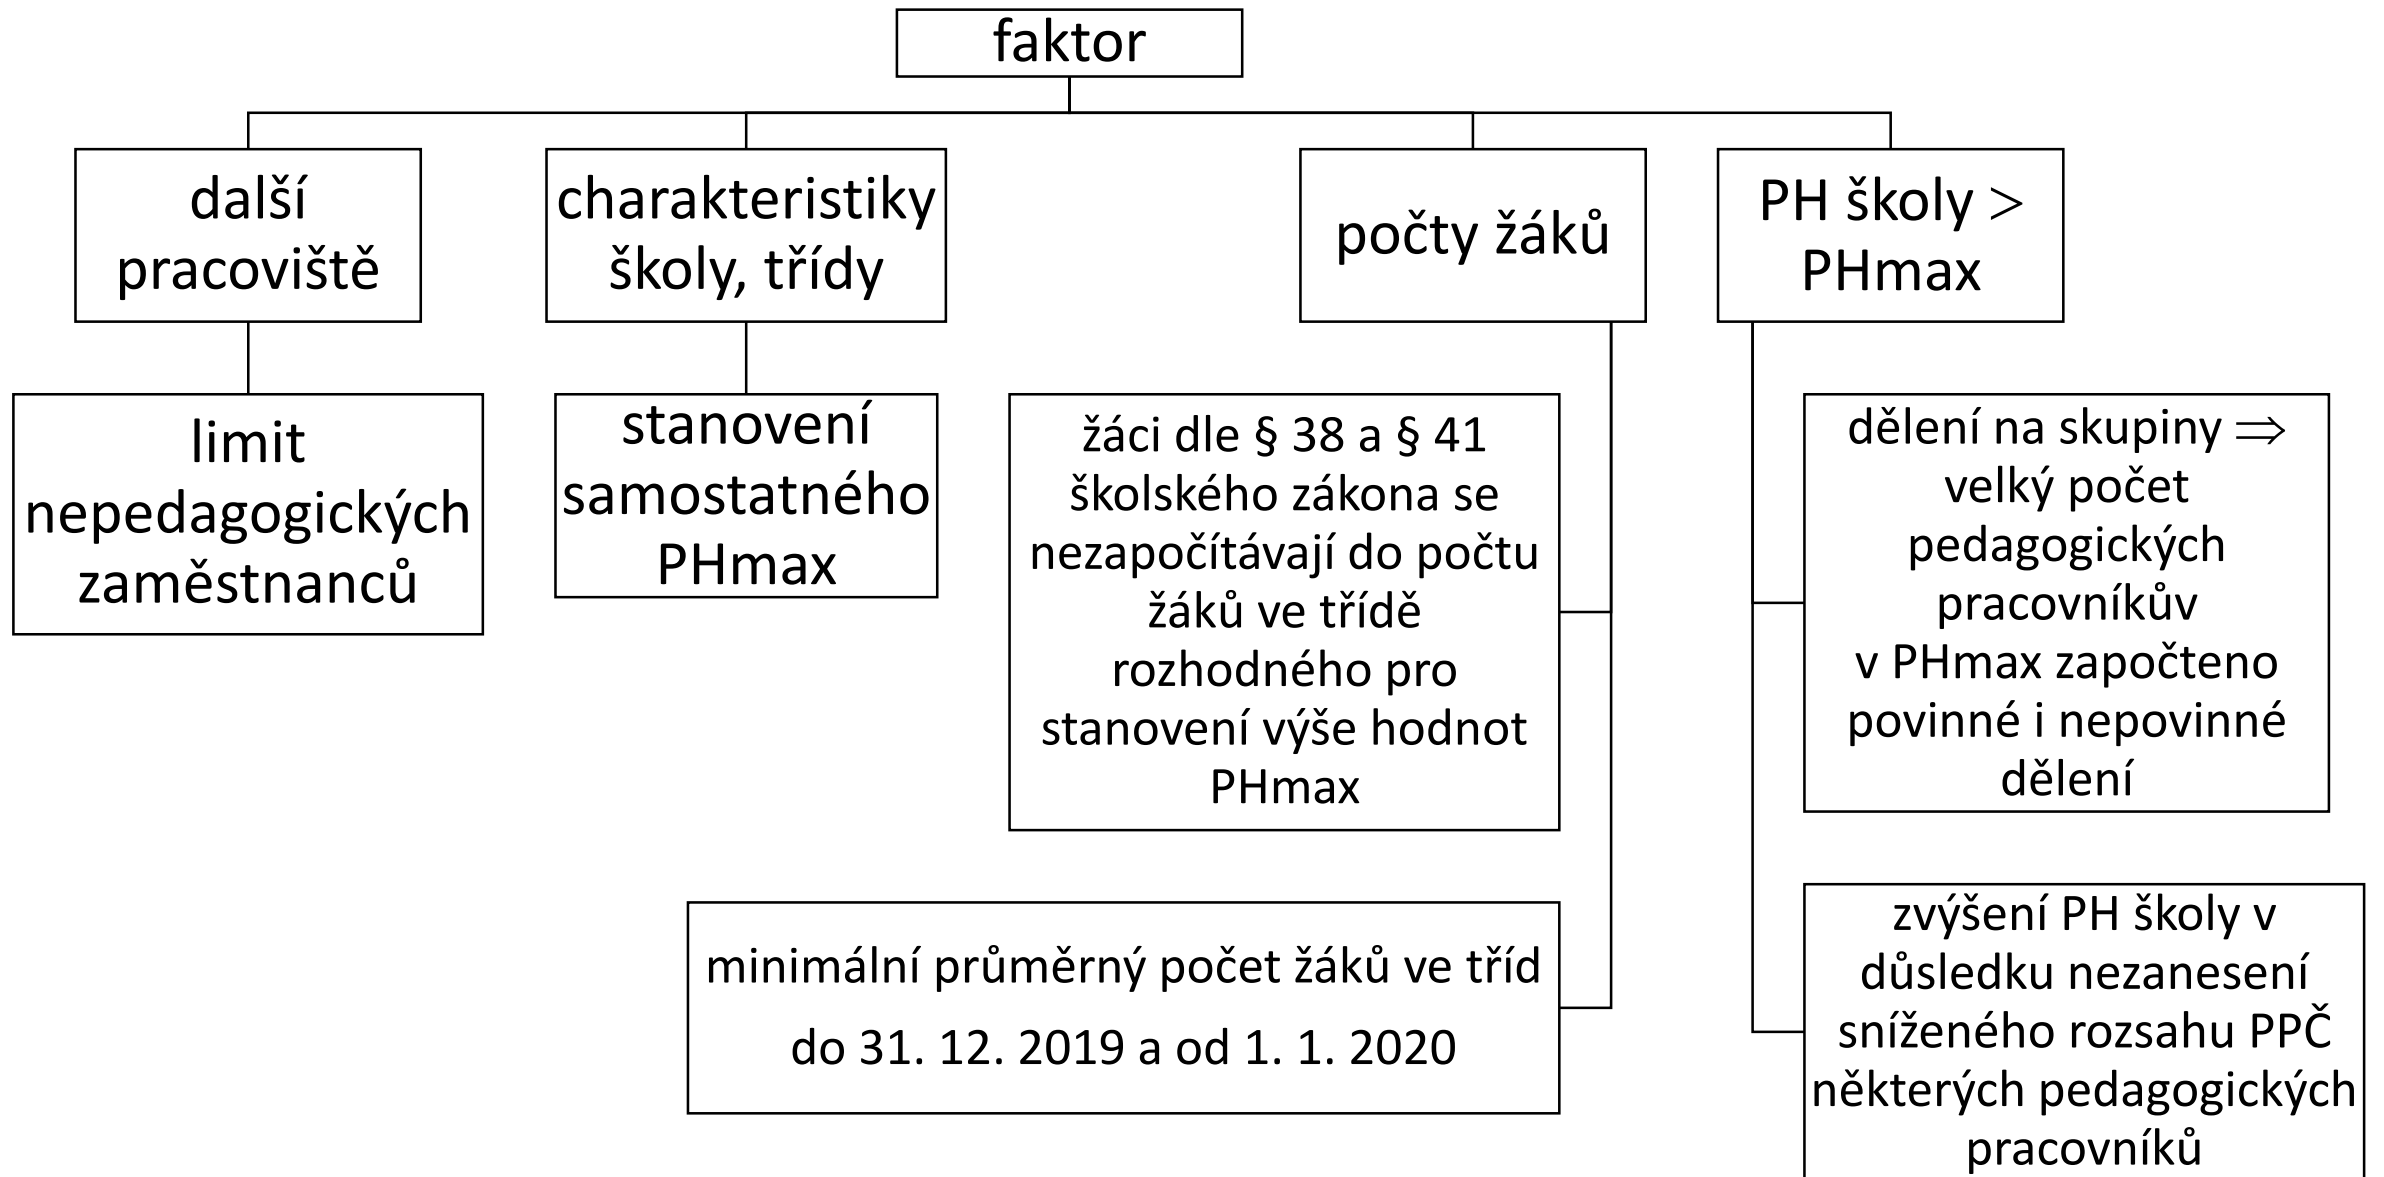 faktor
další
pracoviště
charakteristiky
školy, třídy
počty žáků
PH školy >
PHmax
limit
nepedagogických
zaměstnanců
stanovení
samostatného
PHmax
žáci dle § 38 a § 41
školského zákona se
nezapočítávají do počtu
žáků ve třídě
rozhodného pro
stanovení výše hodnot
PHmax
minimální průměrný počet žáků ve tříd
do 31. 12. 2019 a od 1. 1. 2020
dělení na skupiny ⇒
velký počet
pedagogických
pracovníkův
v PHmax započteno
povinné i nepovinné
dělení
zvýšení PH školy v
důsledku nezanesení
sníženého rozsahu PPČ
některých pedagogických
pracovníků